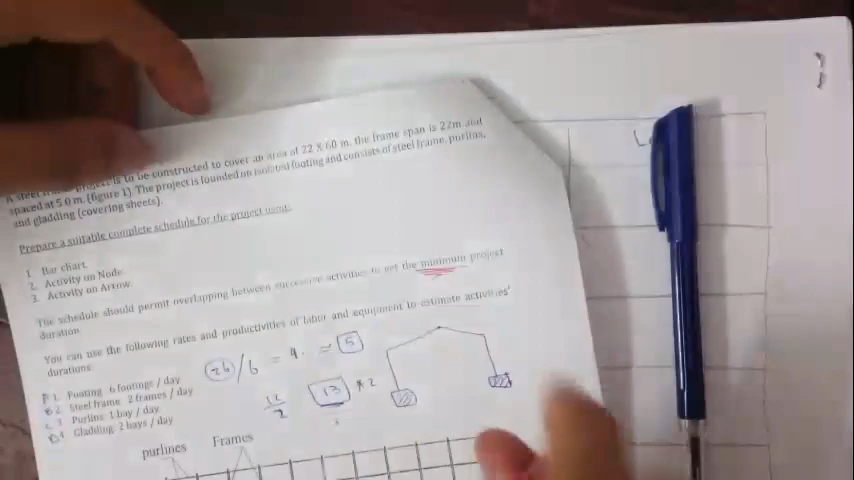 A steel project is to be constructed to cover an area of 22 X 60 m. the frame span is 22m and
spaced at 5.0 m. (figure 1). The project is founded on isolated footing and consists of steel frame, purlins,
and gladding (covering sheets).
Prepare a suitable complete schedule for the project using:
1. Bar chart.
2. Activity on Node.
3. Activity on Arrow.
The schedule should permit overlapping between successive activities to get the minimum project
duration
You can use the following rates and productivities of labor and equipment to estimate activities'
durations:
1. Footing 6 footings / day
2. Steel frame 2 frames / day
3. Purlins 1 bay / day
Gladding 2 bays / day
26 / 6 = 4. ≈ 5
13 * 2
12
2
purlines
Frames
L